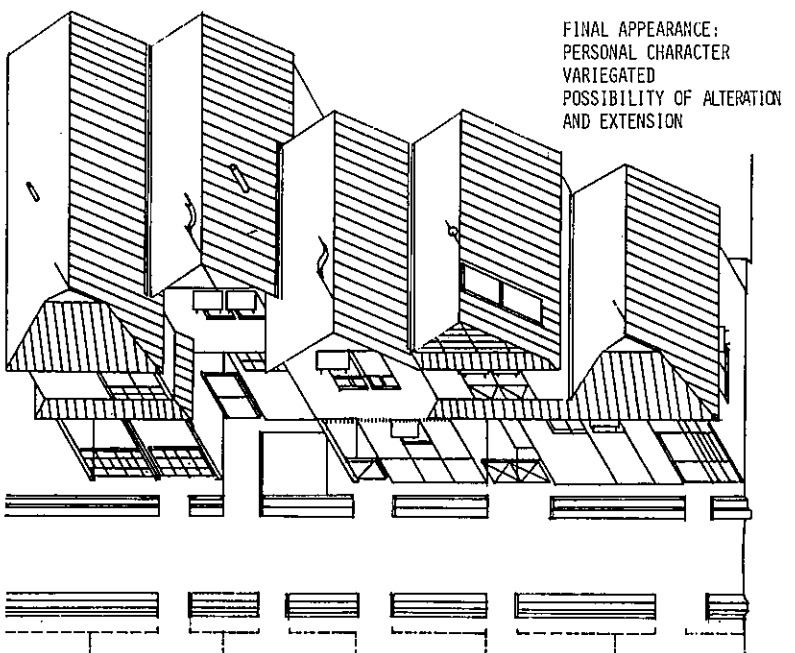 FINAL APPEARANCE:
PERSONAL CHARACTER
VARIEGATED
POSSIBILITY OF ALTERATION
AND EXTENSION